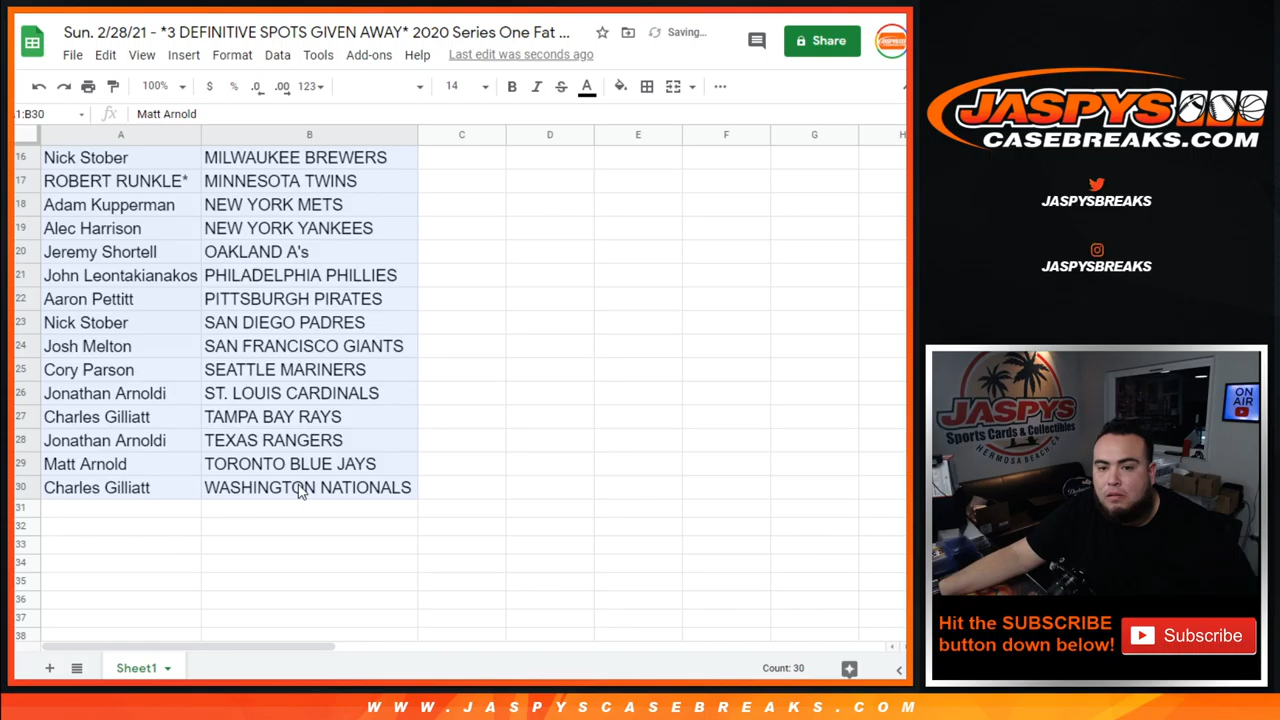 Sun. 2/28/21 - *3 DEFINITIVE SPOTS GIVEN AWAY* 2020 Series One Fat ...
Saving...
Share
File Edit View Insert Format Data Tools Add-ons Help Last edit was seconds ago
100% $ % .0 .00 123 14 B I S A
1:B30 fx Matt Arnold
A B C D E F G H
16 Nick Stober MILWAUKEE BREWERS
17 ROBERT RUNKLE* MINNESOTA TWINS
18 Adam Kupperman NEW YORK METS
19 Alec Harrison NEW YORK YANKEES
20 Jeremy Shortell OAKLAND A's
21 John Leontakianakos PHILADELPHIA PHILLIES
22 Aaron Pettitt PITTSBURGH PIRATES
23 Nick Stober SAN DIEGO PADRES
24 Josh Melton SAN FRANCISCO GIANTS
25 Cory Parson SEATTLE MARINERS
26 Jonathan Arnoldi ST. LOUIS CARDINALS
27 Charles Gilliatt TAMPA BAY RAYS
28 Jonathan Arnoldi TEXAS RANGERS
29 Matt Arnold TORONTO BLUE JAYS
30 Charles Gilliatt WASHINGTON NATIONALS
31
32
33
34
35
36
37
38
Sheet1
Count: 30
JASPYS
CASEBREAKS.COM
JASPYSBREAKS
JASPYSBREAKS
JASPYS
Sports Cards & Collectibles
HERMOSA BEACH, CA
ON
AIR
Hit the SUBSCRIBE
button down below!
Subscribe
WWW.JASPYSCASEBREAKS.COM